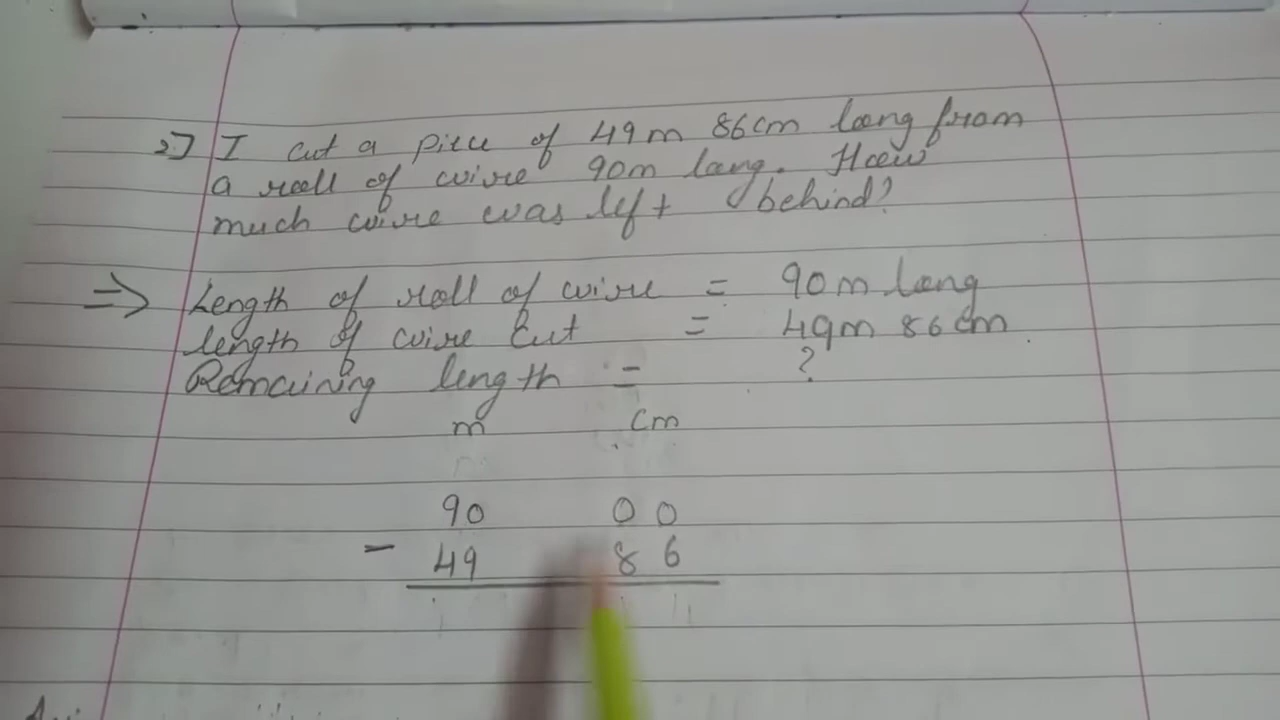 2) I cut a piece of 49m 86cm long from
a roll of wire 90m long. How
much wire was left behind?
⇒ Length of roll of wire = 90m long
length of wire cut = 49m 86cm
Remaining length = ?
m cm
90 00
- 49 86